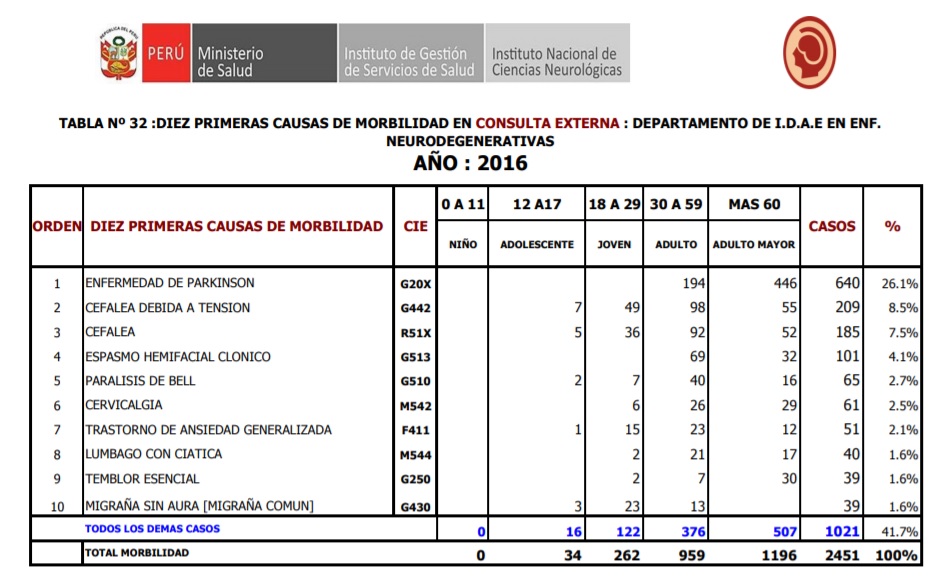 REPÚBLICA DEL PERÚ
PERÚ
Ministerio
de Salud
Instituto de Gestión
de Servicios de Salud
Instituto Nacional de
Ciencias Neurológicas
TABLA Nº 32 :DIEZ PRIMERAS CAUSAS DE MORBILIDAD EN CONSULTA EXTERNA : DEPARTAMENTO DE I.D.A.E EN ENF.
NEURODEGENERATIVAS
AÑO : 2016
ORDEN DIEZ PRIMERAS CAUSAS DE MORBILIDAD CIE 0 A 11 12 A17 18 A 29 30 A 59 MAS 60 CASOS %
NIÑO ADOLESCENTE JOVEN ADULTO ADULTO MAYOR
1 ENFERMEDAD DE PARKINSON G20X 194 446 640 26.1%
2 CEFALEA DEBIDA A TENSION G442 7 49 98 55 209 8.5%
3 CEFALEA R51X 5 36 92 52 185 7.5%
4 ESPASMO HEMIFACIAL CLONICO G513 69 32 101 4.1%
5 PARALISIS DE BELL G510 2 7 40 16 65 2.7%
6 CERVICALGIA M542 6 26 29 61 2.5%
7 TRASTORNO DE ANSIEDAD GENERALIZADA F411 1 15 23 12 51 2.1%
8 LUMBAGO CON CIATICA M544 2 21 17 40 1.6%
9 TEMBLOR ESENCIAL G250 2 7 30 39 1.6%
10 MIGRAÑA SIN AURA [MIGRAÑA COMUN] G430 3 23 13 39 1.6%
TODOS LOS DEMAS CASOS 0 16 122 376 507 1021 41.7%
TOTAL MORBILIDAD 0 34 262 959 1196 2451 100%